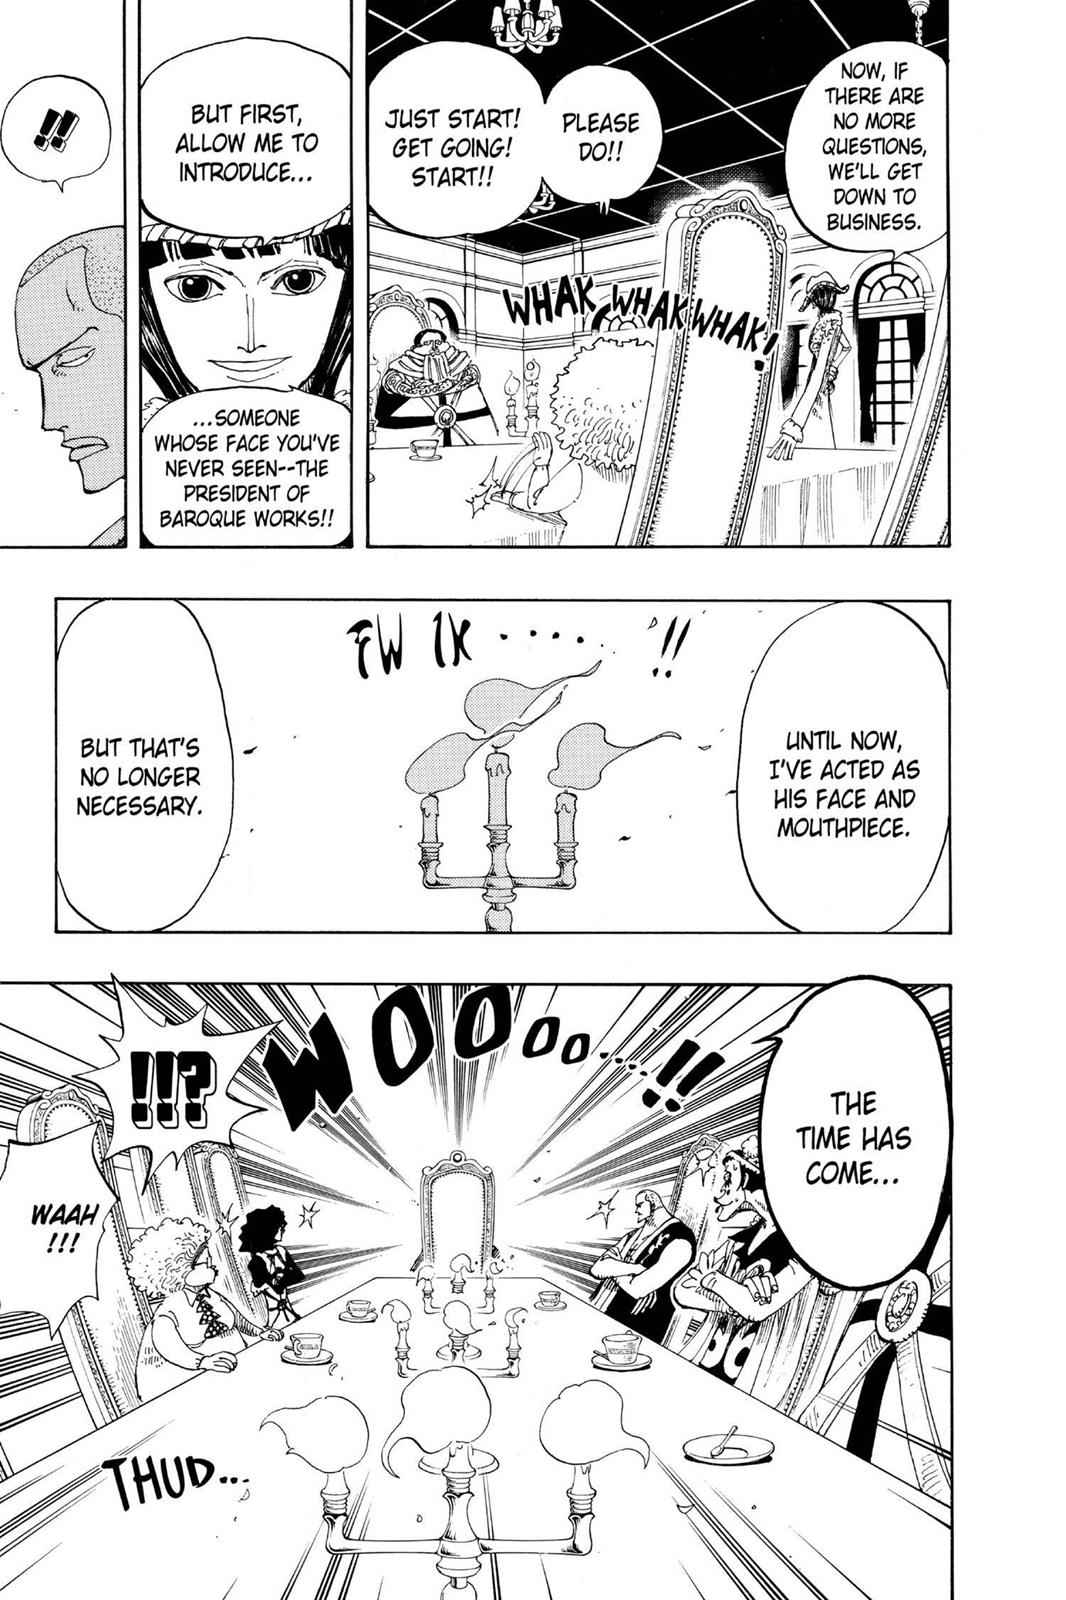 NOW, IF
THERE ARE
NO MORE
QUESTIONS,
WE'LL GET
DOWN TO
BUSINESS.
PLEASE
DO!!
JUST START!
GET GOING!
START!!
WHAK WHAK WHAK!
BUT FIRST,
ALLOW ME TO
INTRODUCE...
...SOMEONE
WHOSE FACE YOU'VE
NEVER SEEN--THE
PRESIDENT OF
BAROQUE WORKS!!
!!
UNTIL NOW,
I'VE ACTED AS
HIS FACE AND
MOUTHPIECE.
FWIK.....!!
BUT THAT'S
NO LONGER
NECESSARY.
THE
TIME HAS
COME...
WOOOO...!!
!!!?
WAAH
!!!
THUD...